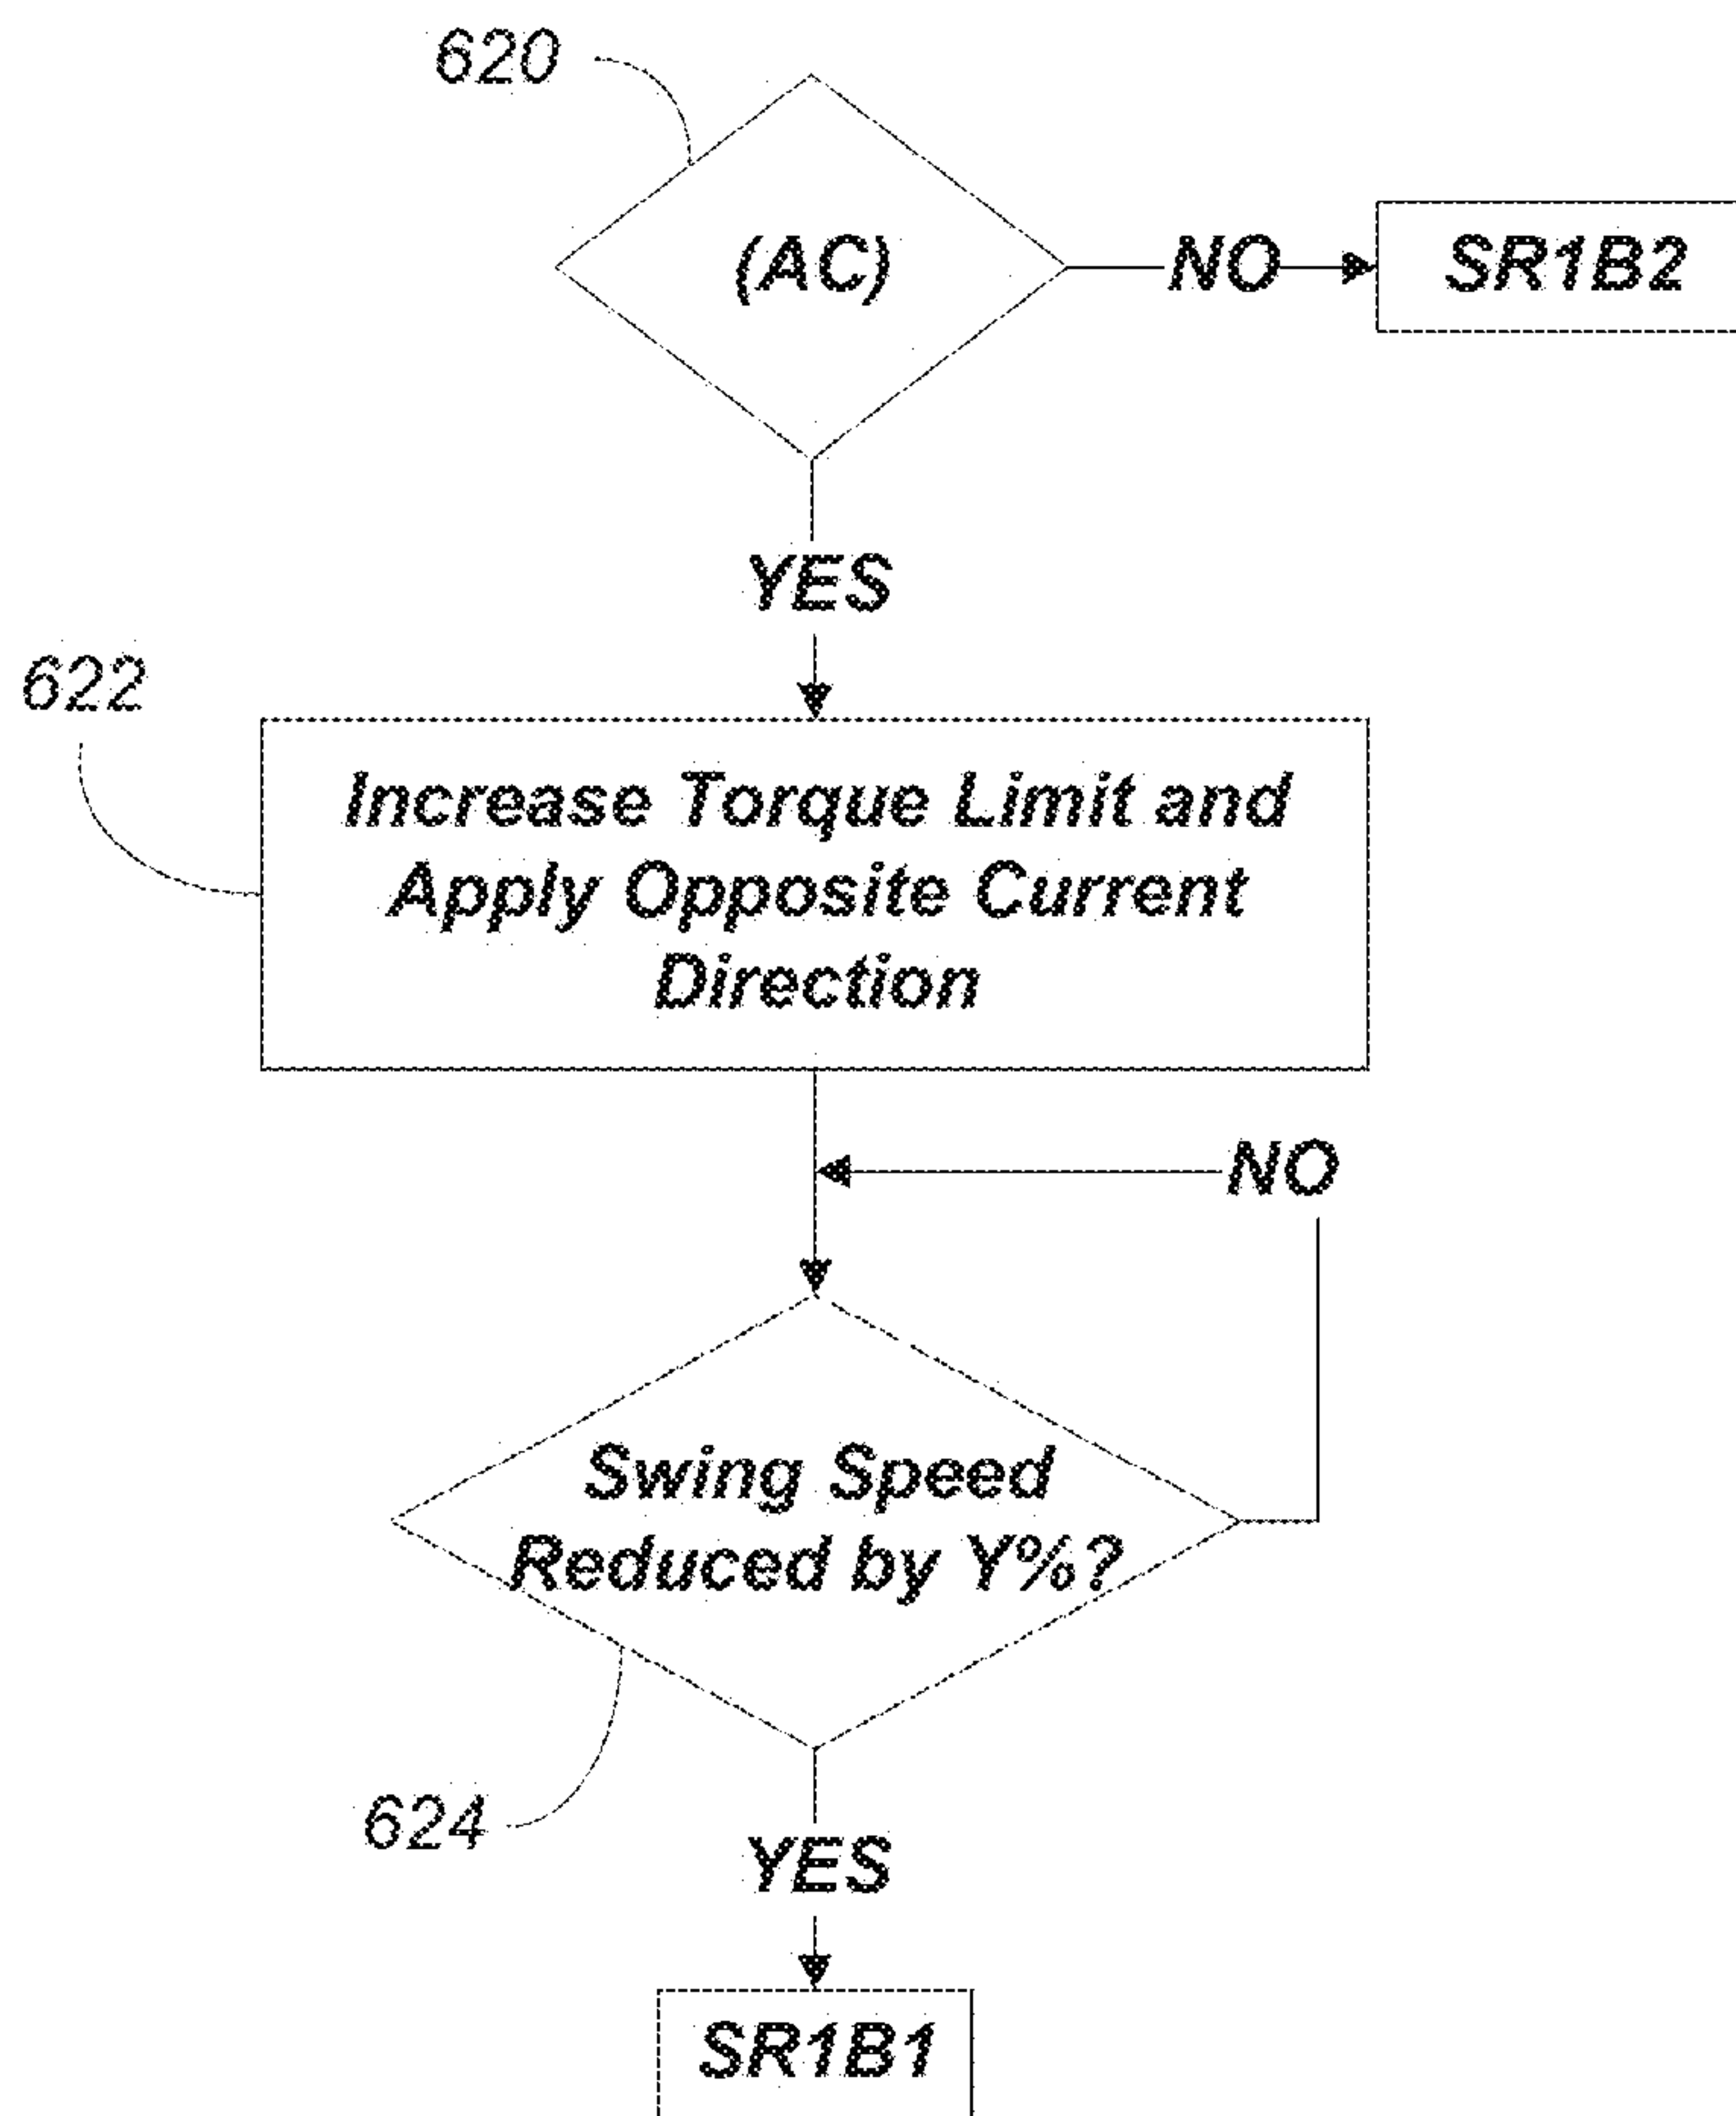 620
(AC)
NO
SR1B2
YES
622
Increase Torque Limit and
Apply Opposite Current
Direction
NO
Swing Speed
Reduced by Y%?
624
YES
SR1B1